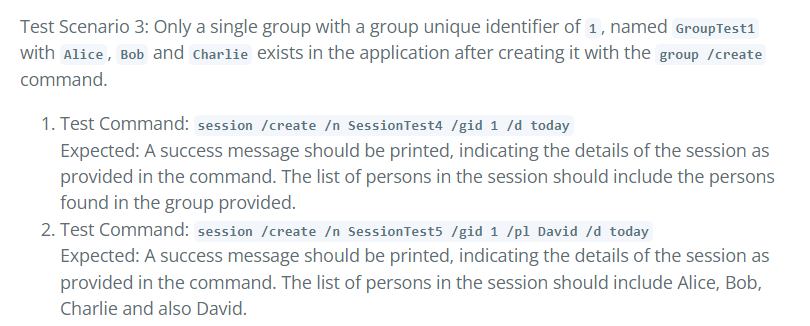 Test Scenario 3: Only a single group with a group unique identifier of 1, named GroupTest1
with Alice, Bob and Charlie exists in the application after creating it with the group /create
command.
1. Test Command: session /create /n SessionTest4 /gid 1 /d today
Expected: A success message should be printed, indicating the details of the session as
provided in the command. The list of persons in the session should include the persons
found in the group provided.
2. Test Command: session /create /n SessionTest5 /gid 1 /pl David /d today
Expected: A success message should be printed, indicating the details of the session as
provided in the command. The list of persons in the session should include Alice, Bob,
Charlie and also David.